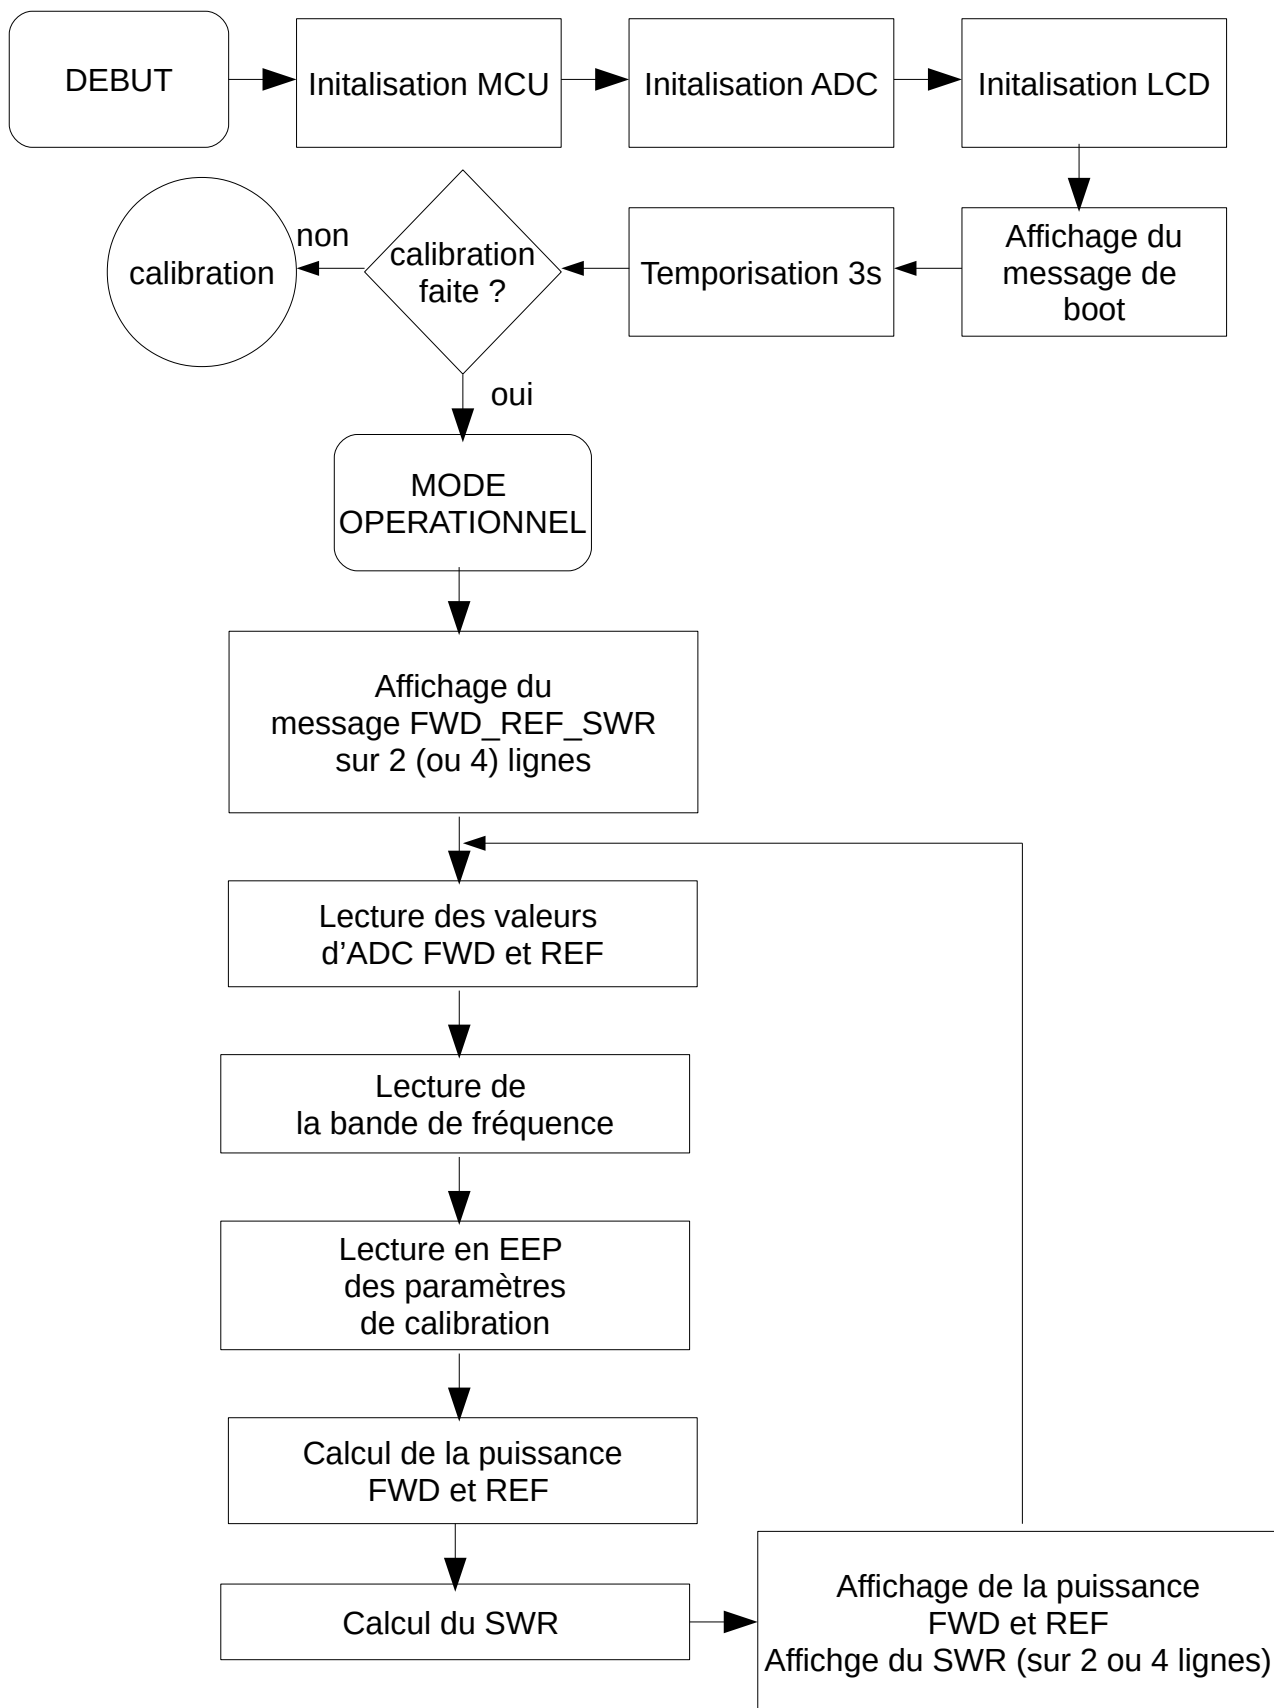 DEBUT
Initalisation MCU
Initalisation ADC
Initalisation LCD
Affichage du
message de
boot
Temporisation 3s
calibration
faite ?
non
calibration
oui
MODE
OPERATIONNEL
Affichage du
message FWD_REF_SWR
sur 2 (ou 4) lignes
Lecture des valeurs
d’ADC FWD et REF
Lecture de
la bande de fréquence
Lecture en EEP
des paramètres
de calibration
Calcul de la puissance
FWD et REF
Calcul du SWR
Affichage de la puissance
FWD et REF
Affichge du SWR (sur 2 ou 4 lignes)